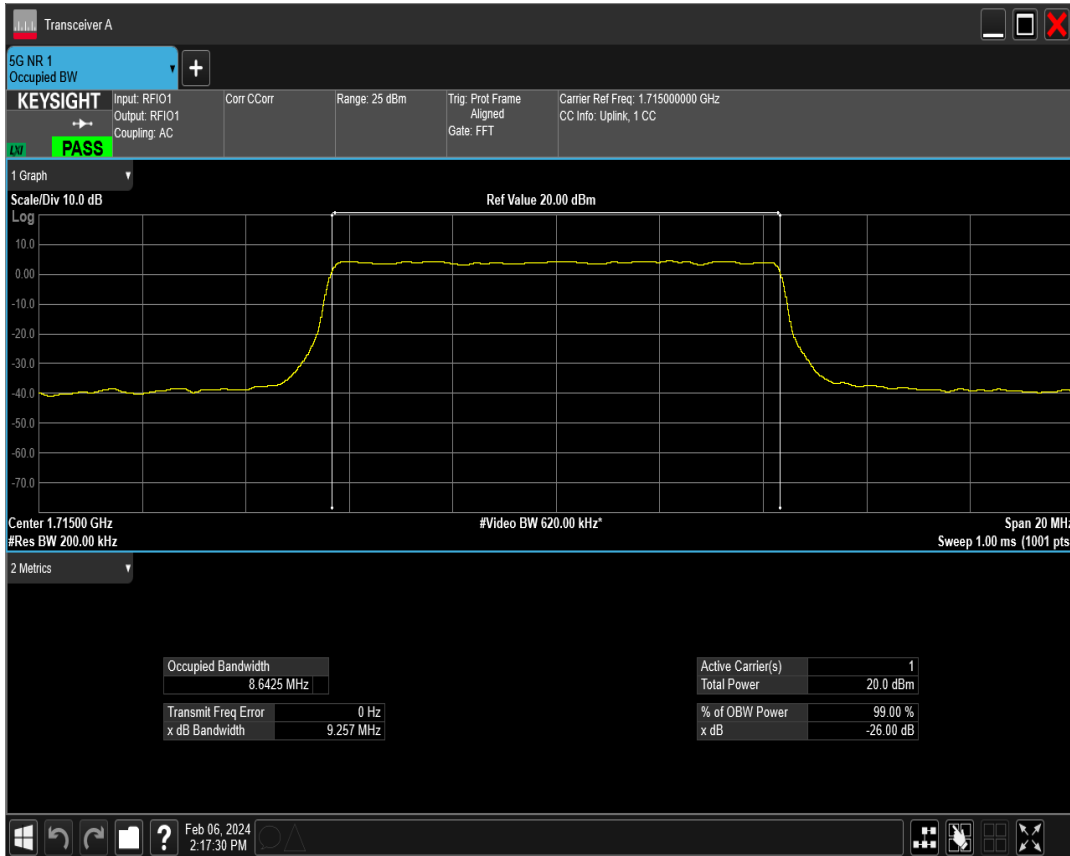 Transceiver A
5G NR 1
Occupied BW
+
KEYSIGHT
LXI
PASS
Input: RFIO1
Output: RFIO1
Coupling: AC
Corr CCorr
Range: 25 dBm
Trig: Prot Frame
Aligned
Gate: FFT
Carrier Ref Freq: 1.715000000 GHz
CC Info: Uplink, 1 CC
1 Graph
Scale/Div 10.0 dB
Ref Value 20.00 dBm
Log
10.0
0.00
-10.0
-20.0
-30.0
-40.0
-50.0
-60.0
-70.0
Center 1.71500 GHz
#Video BW 620.00 kHz*
Span 20 MHz
#Res BW 200.00 kHz
Sweep 1.00 ms (1001 pts
2 Metrics
Occupied Bandwidth
8.6425 MHz
Transmit Freq Error 0 Hz
x dB Bandwidth 9.257 MHz
Active Carrier(s) 1
Total Power 20.0 dBm
% of OBW Power 99.00 %
x dB -26.00 dB
?
Feb 06, 2024
2:17:30 PM